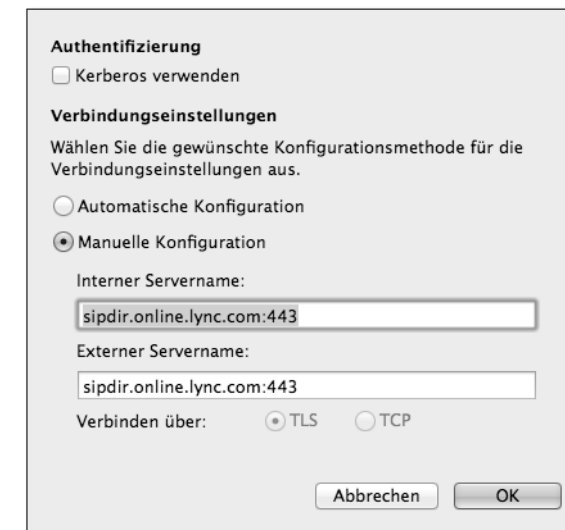 Authentifizierung
Kerberos verwenden
Verbindungseinstellungen
Wählen Sie die gewünschte Konfigurationsmethode für die
Verbindungseinstellungen aus.
Automatische Konfiguration
Manuelle Konfiguration
Interner Servername:
sipdir.online.lync.com:443
Externer Servername:
sipdir.online.lync.com:443
Verbinden über: TLS TCP
Abbrechen OK